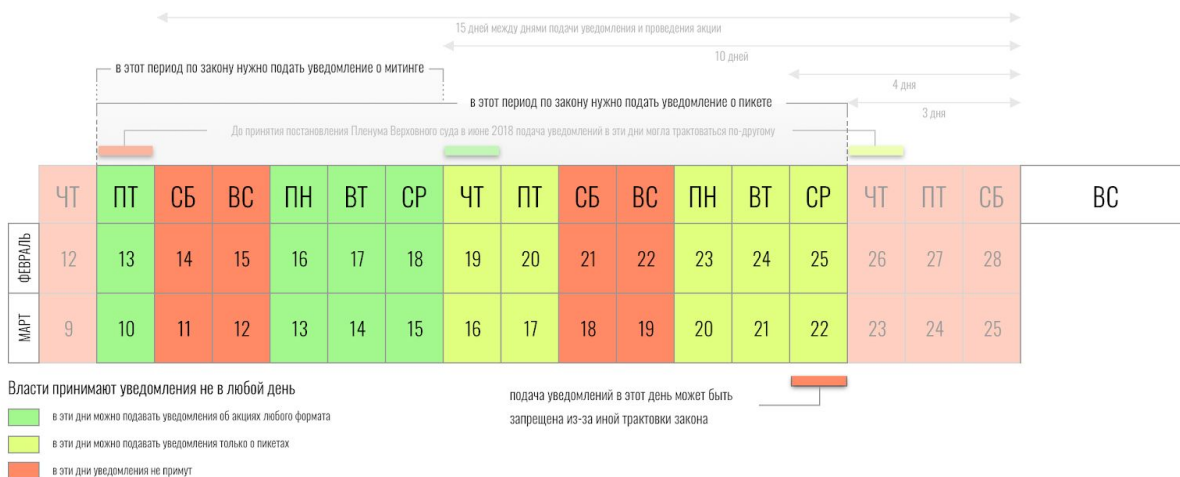 15 дней между днями подачи уведомления и проведения акции
10 дней
в этот период по закону нужно подать уведомление о митинге
4 дня
в этот период по закону нужно подать уведомление о пикете
3 дня
До принятия постановления Пленума Верховного суда в июне 2018 подача уведомлений в эти дни могла трактоваться по-другому
ЧТ ПТ СБ ВС ПН ВТ СР ЧТ ПТ СБ ВС ПН ВТ СР ЧТ ПТ СБ ВС
ФЕВРАЛЬ 12 13 14 15 16 17 18 19 20 21 22 23 24 25 26 27 28
МАРТ 9 10 11 12 13 14 15 16 17 18 19 20 21 22 23 24 25
Власти принимают уведомления не в любой день
в эти дни можно подавать уведомления об акциях любого формата
в эти дни можно подавать уведомления только о пикетах
в эти дни уведомления не примут
подача уведомлений в этот день может быть
запрещена из-за иной трактовки закона